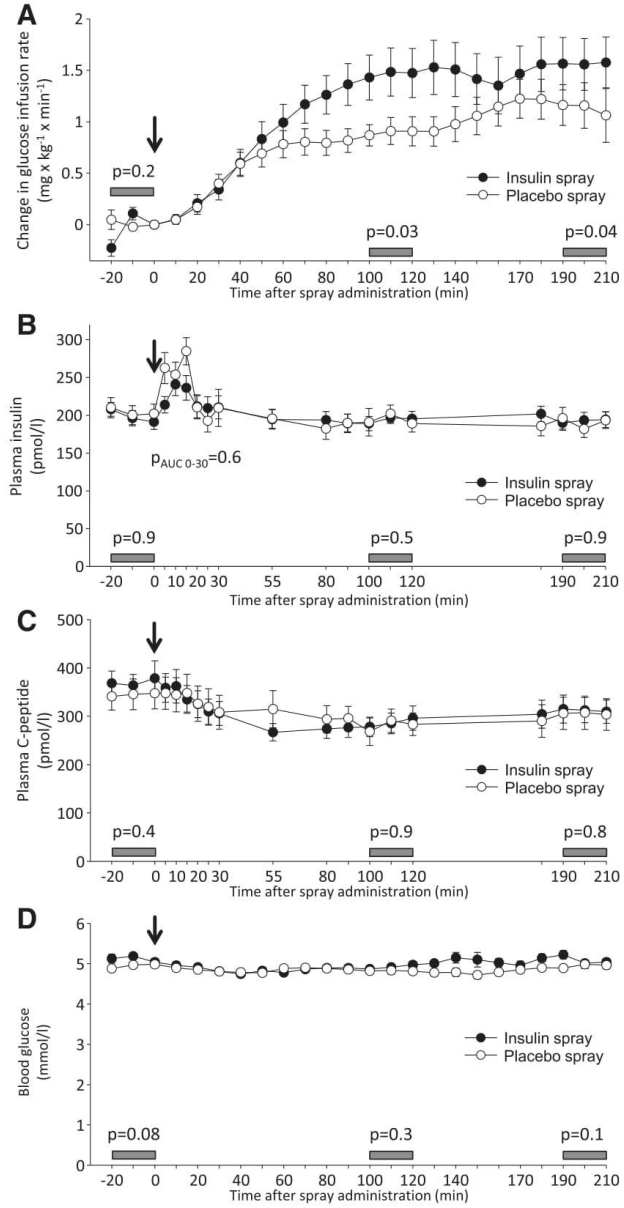 A
Change in glucose infusion rate
(mg x kg⁻¹ x min⁻¹)
2
1.5
1
0.5
0
p=0.2
Insulin spray
Placebo spray
p=0.03
p=0.04
-20 0 20 40 60 80 100 120 140 170 190 210
Time after spray administration (min)
B
Plasma insulin
(pmol/l)
300
250
200
150
100
50
0
pAUC 0-30=0.6
Insulin spray
Placebo spray
p=0.9
p=0.5
p=0.9
-20 0 10 20 30 55 80 100 120 190 210
Time after spray administration (min)
C
Plasma C-peptide
(pmol/l)
500
400
300
200
100
0
Insulin spray
Placebo spray
p=0.4
p=0.9
p=0.8
-20 0 10 20 30 55 80 100 120 190 210
Time after spray administration (min)
D
Blood glucose
(mmol/l)
6
5
4
3
2
1
0
Insulin spray
Placebo spray
p=0.08
p=0.3
p=0.1
-20 0 20 40 60 80 100 120 140 170 190 210
Time after spray administration (min)